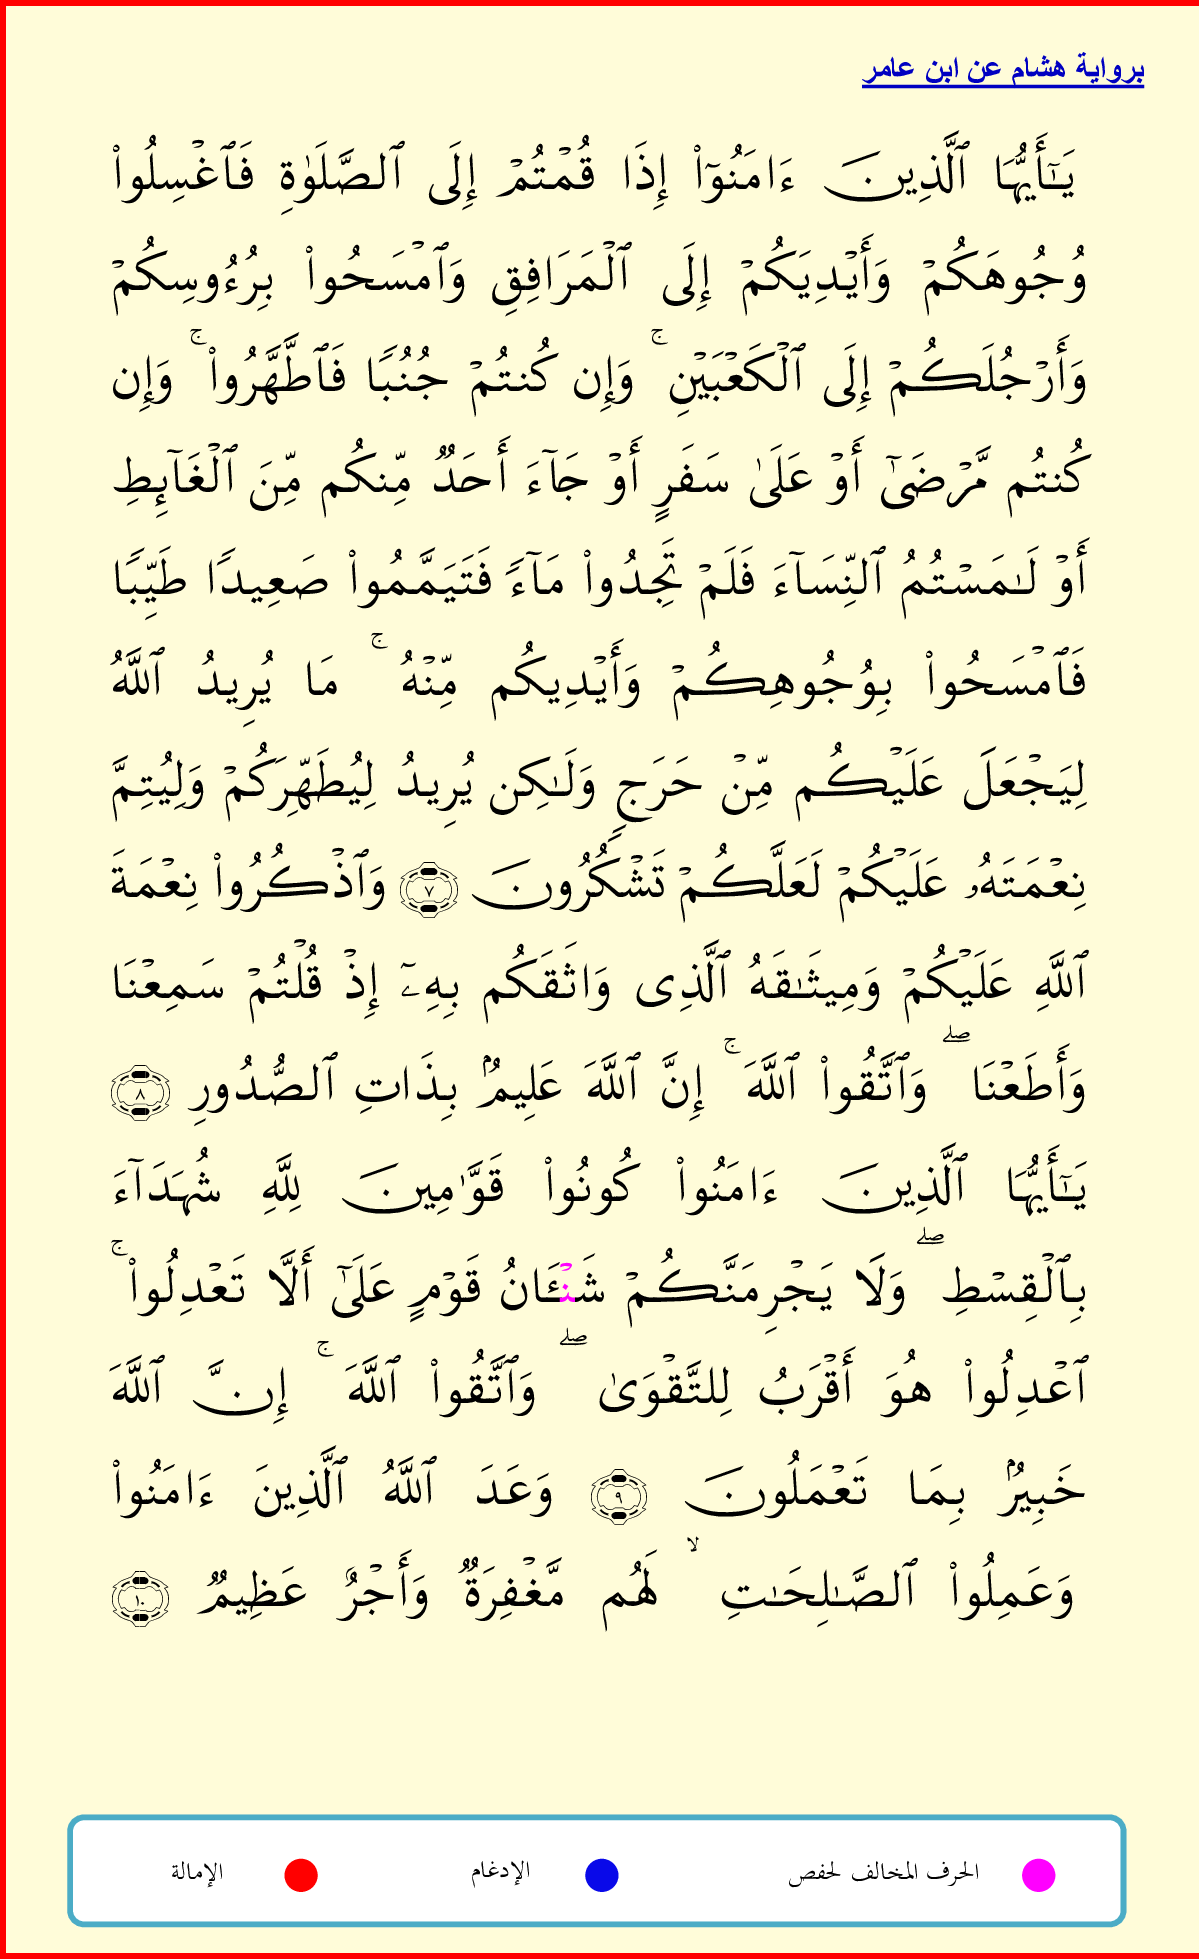 برواية هشام عن ابن عامر
يَـٰٓأَيُّهَا ٱلَّذِينَ ءَامَنُوٓا۟ إِذَا قُمْتُمْ إِلَى ٱلصَّلَوٰةِ فَٱغْسِلُوا۟
وُجُوهَكُمْ وَأَيْدِيَكُمْ إِلَى ٱلْمَرَافِقِ وَٱمْسَحُوا۟ بِرُءُوسِكُمْ
وَأَرْجُلَكُمْ إِلَى ٱلْكَعْبَيْنِ ۚ وَإِن كُنتُمْ جُنُبًا فَٱطَّهَّرُوا۟ ۚ وَإِن
كُنتُم مَّرْضَىٰٓ أَوْ عَلَىٰ سَفَرٍ أَوْ جَآءَ أَحَدٌ مِّنكُم مِّنَ ٱلْغَآئِطِ
أَوْ لَـٰمَسْتُمُ ٱلنِّسَآءَ فَلَمْ تَجِدُوا۟ مَآءً فَتَيَمَّمُوا۟ صَعِيدًا طَيِّبًا
فَٱمْسَحُوا۟ بِوُجُوهِكُمْ وَأَيْدِيكُم مِّنْهُ ۚ مَا يُرِيدُ ٱللَّهُ
لِيَجْعَلَ عَلَيْكُم مِّنْ حَرَجٍ وَلَـٰكِن يُرِيدُ لِيُطَهِّرَكُمْ وَلِيُتِمَّ
نِعْمَتَهُۥ عَلَيْكُمْ لَعَلَّكُمْ تَشْكُرُونَ ٧ وَٱذْكُرُوا۟ نِعْمَةَ
ٱللَّهِ عَلَيْكُمْ وَمِيثَـٰقَهُ ٱلَّذِى وَاثَقَكُم بِهِۦٓ إِذْ قُلْتُمْ سَمِعْنَا
وَأَطَعْنَا ۖ وَٱتَّقُوا۟ ٱللَّهَ ۚ إِنَّ ٱللَّهَ عَلِيمٌۢ بِذَاتِ ٱلصُّدُورِ ٨
يَـٰٓأَيُّهَا ٱلَّذِينَ ءَامَنُوا۟ كُونُوا۟ قَوَّٰمِينَ لِلَّهِ شُهَدَآءَ
بِٱلْقِسْطِ ۖ وَلَا يَجْرِمَنَّكُمْ شَنْـَٔانُ قَوْمٍ عَلَىٰٓ أَلَّا تَعْدِلُوا۟ ۚ
ٱعْدِلُوا۟ هُوَ أَقْرَبُ لِلتَّقْوَىٰ ۖ وَٱتَّقُوا۟ ٱللَّهَ ۚ إِنَّ ٱللَّهَ
خَبِيرٌۢ بِمَا تَعْمَلُونَ ٩ وَعَدَ ٱللَّهُ ٱلَّذِينَ ءَامَنُوا۟
وَعَمِلُوا۟ ٱلصَّـٰلِحَـٰتِ ۙ لَهُم مَّغْفِرَةٌ وَأَجْرٌ عَظِيمٌ ١٠
الحرف المخالف لحفص الإدغام الإمالة